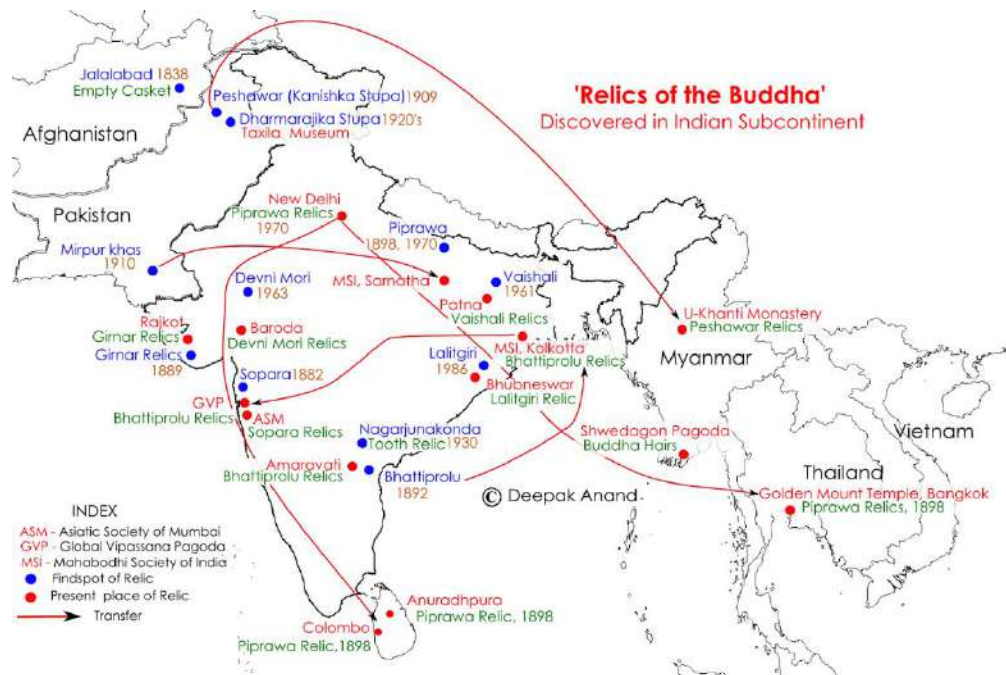 'Relics of the Buddha'
Discovered in Indian Subcontinent
Jalalabad 1838
Empty Casket
Afghanistan
Peshawar (Kanishka Stupa)1909
Dharmarajika Stupa1920's
Taxila Museum
Pakistan
Mirpur khas
1910
New Delhi
Piprawa Relics
1970
Piprawa
1898, 1970
Devni Mori
1963
MSI, Sarnatha
Vaishali
1961
Patna
Vaishali Relics
U-Khanti Monastery
Peshawar Relics
Myanmar
Rajkot
Girnar Relics
Girnar Relics
1889
Baroda
Devni Mori Relics
MSI, Kolkotta
Bhattiprolu Relics
Lalitgiri
1986
Bhubneswar
Lalitgiri Relic
Sopara1882
GVP
Bhattiprolu Relics
ASM
Sopara Relics
Nagarjunakonda
Tooth Relic1930
Amaravati
Bhattiprolu Relics
Bhattiprolu
1892
© Deepak Anand
Shwedagon Pagoda
Buddha Hairs
Vietnam
Thailand
Golden Mount Temple, Bangkok
Piprawa Relics, 1898
INDEX
ASM - Asiatic Society of Mumbai
GVP - Global Vipassana Pagoda
MSI - Mahabodhi Society of India
Findspot of Relic
Present place of Relic
Transfer
Anuradhpura
Piprawa Relic, 1898
Colombo
Piprawa Relic,1898